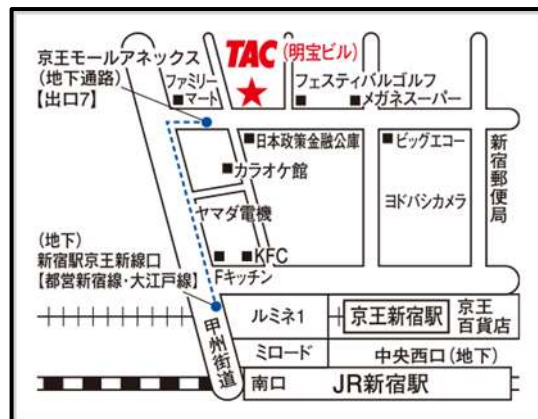 京王モールアネックス
(地下通路)
【出口7】
TAC(明宝ビル)
ファミリー
マート
フェスティバルゴルフ
メガネスーパー
日本政策金融公庫
ビッグエコー
カラオケ館
ヤマダ電機
ヨドバシカメラ
新宿郵便局
KFC
Fキッチン
(地下)
新宿駅京王新線口
【都営新宿線・大江戸線】
甲州街道
ルミネ1
京王新宿駅
京王
百貨店
ミロード
中央西口(地下)
南口
JR新宿駅